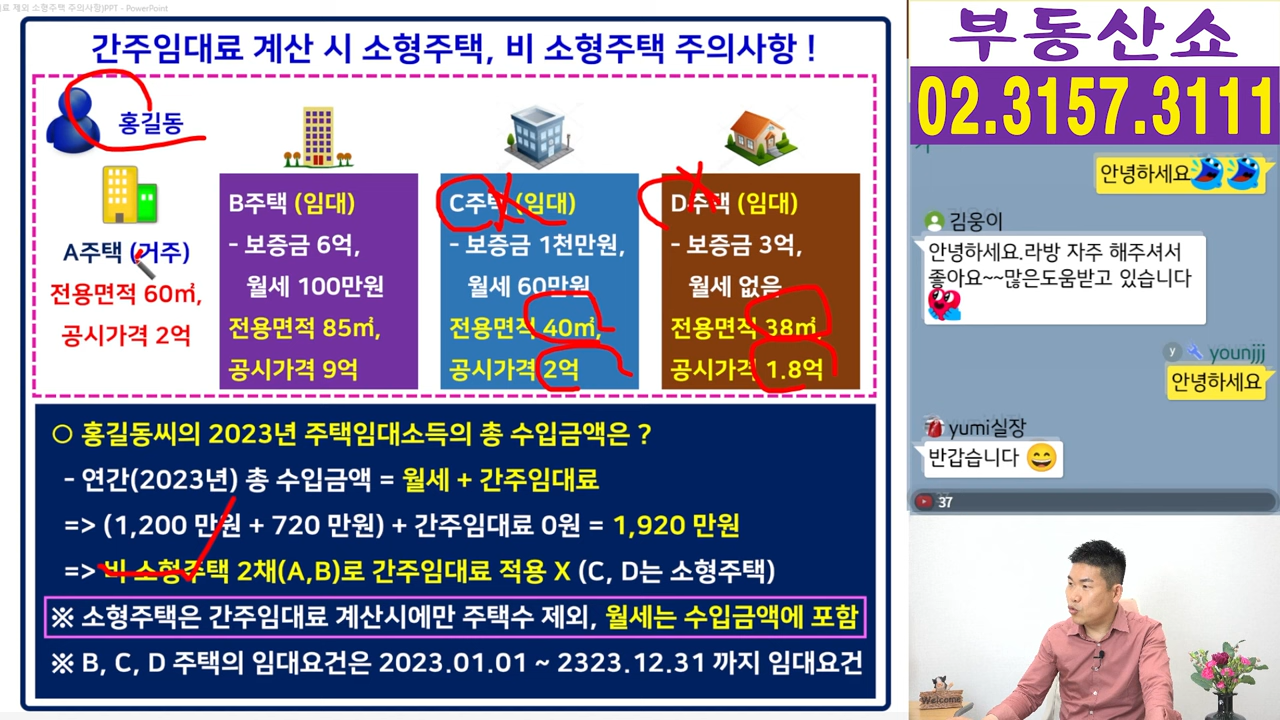 료 제외 소형주택 주의사항)PPT - PowerPoint
간주임대료 계산 시 소형주택, 비 소형주택 주의사항 !
홍길동
A주택 (거주)
전용면적 60㎡,
공시가격 2억
B주택 (임대)
- 보증금 6억,
월세 100만원
전용면적 85㎡,
공시가격 9억
C주택 (임대)
- 보증금 1천만원,
월세 60만원
전용면적 40㎡,
공시가격 2억
D주택 (임대)
- 보증금 3억,
월세 없음
전용면적 38㎡,
공시가격 1.8억
○ 홍길동씨의 2023년 주택임대소득의 총 수입금액은 ?
- 연간(2023년) 총 수입금액 = 월세 + 간주임대료
=> (1,200 만원 + 720 만원) + 간주임대료 0원 = 1,920 만원
=> 비 소형주택 2채(A,B)로 간주임대료 적용 X (C, D는 소형주택)
※ 소형주택은 간주임대료 계산시에만 주택수 제외, 월세는 수입금액에 포함
※ B, C, D 주택의 임대요건은 2023.01.01 ~ 2323.12.31 까지 임대요건
부동산쇼
02.3157.3111
안녕하세요
김웅이
안녕하세요.라방 자주 해주셔서
좋아요~~많은도움받고 있습니다
y younjjj
안녕하세요
yumi실장
반갑습니다
37
Welcome